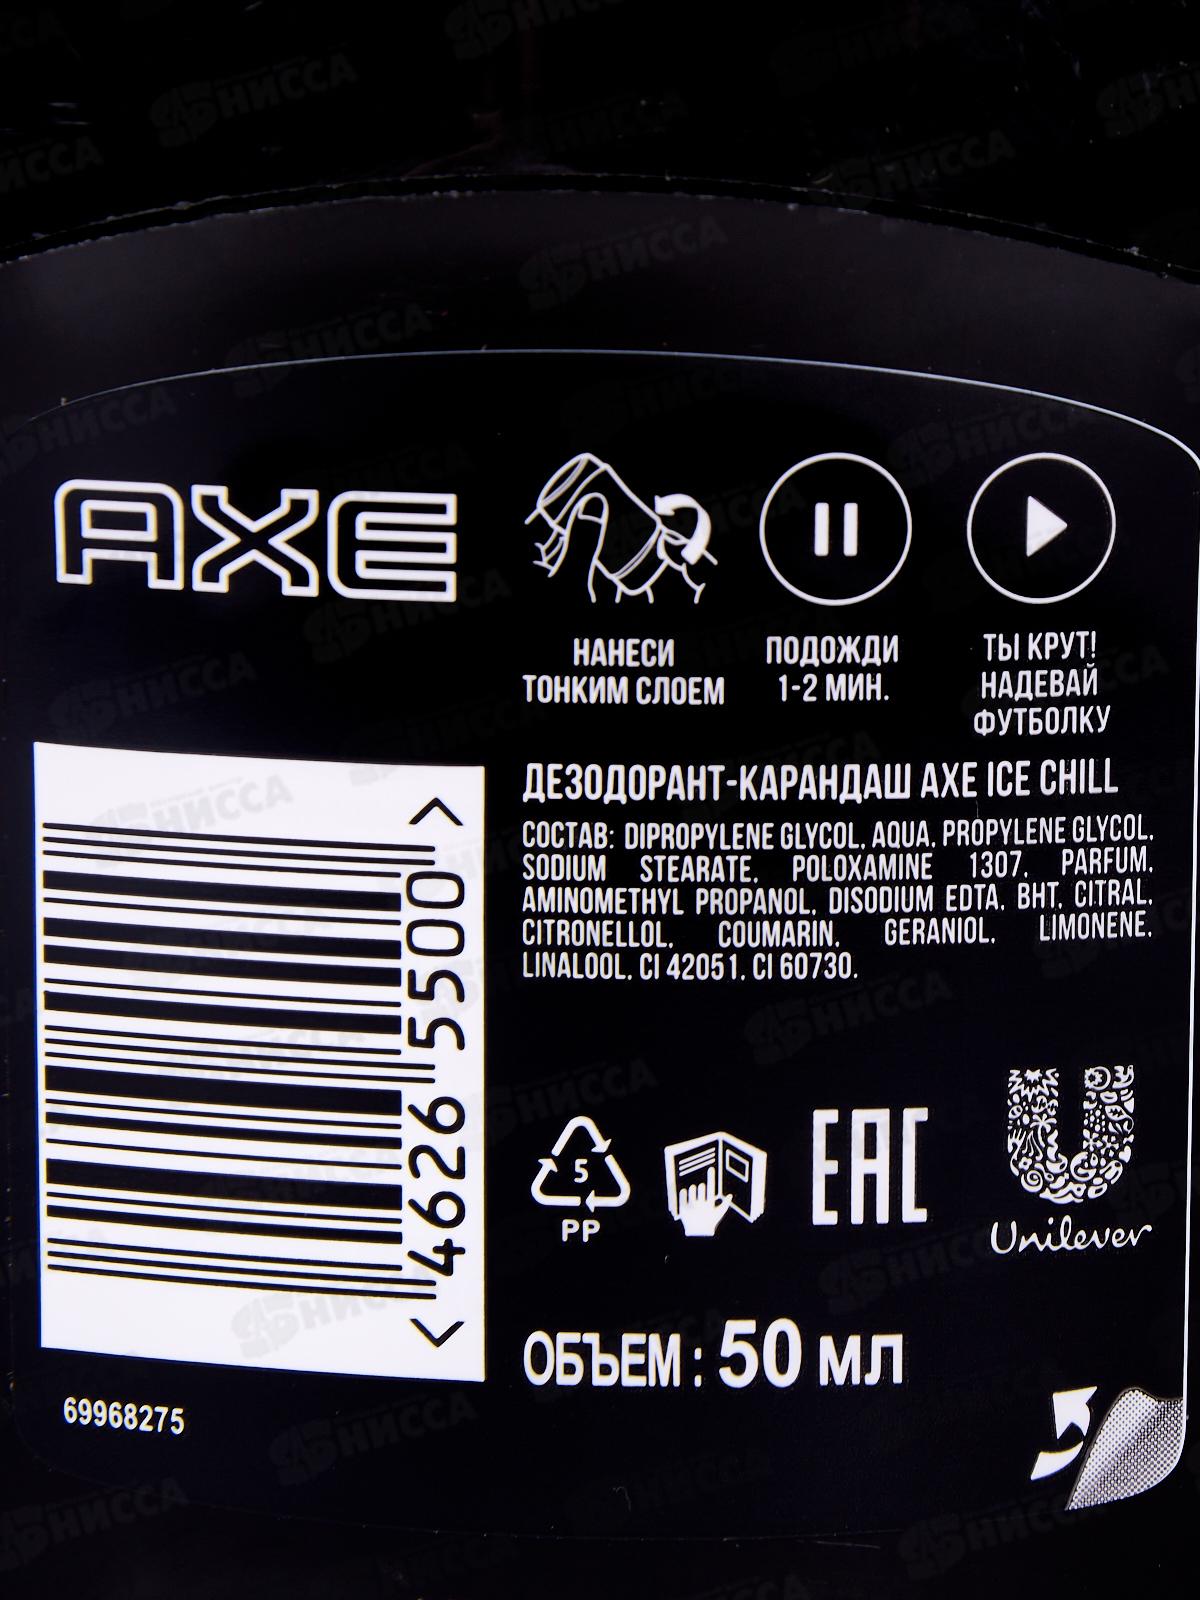 AXE
НАНЕСИ
ТОНКИМ СЛОЕМ
ПОДОЖДИ
1-2 МИН.
ТЫ КРУТ!
НАДЕВАЙ
ФУТБОЛКУ
ДЕЗОДОРАНТ-КАРАНДАШ AXE ICE CHILL
СОСТАВ: DIPROPYLENE GLYCOL, AQUA, PROPYLENE GLYCOL,
SODIUM STEARATE, POLOXAMINE 1307, PARFUM,
AMINOMETHYL PROPANOL, DISODIUM EDTA, BHT, CITRAL,
CITRONELLOL, COUMARIN, GERANIOL, LIMONENE,
LINALOOL, CI 42051, CI 60730.
< 4626 5500 >
5
PP
EAC
Unilever
ОБЪЕМ : 50 МЛ
69968275
НИССА